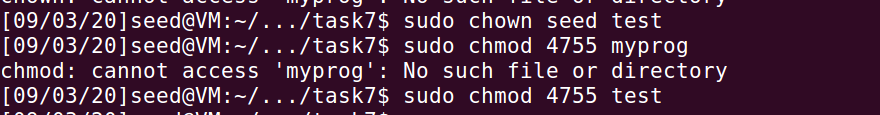 chown: cannot access 'myprog': No such file or directory
[09/03/20]seed@VM:~/.../task7$ sudo chown seed test
[09/03/20]seed@VM:~/.../task7$ sudo chmod 4755 myprog
chmod: cannot access 'myprog': No such file or directory
[09/03/20]seed@VM:~/.../task7$ sudo chmod 4755 test